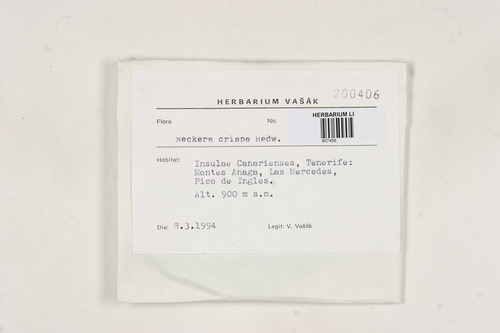 200406
HERBARIUM VAŠÁK
Flora No.
HERBARIUM LI
607456
Neckera crispa Hedw.
Habitat: Insulae Canarienses, Tenerife:
Montes Anaga, Las Mercedes,
Pico de Ingles.
Alt. 900 m s.m.
Die: 8.3.1994 Legit: V. Vašák